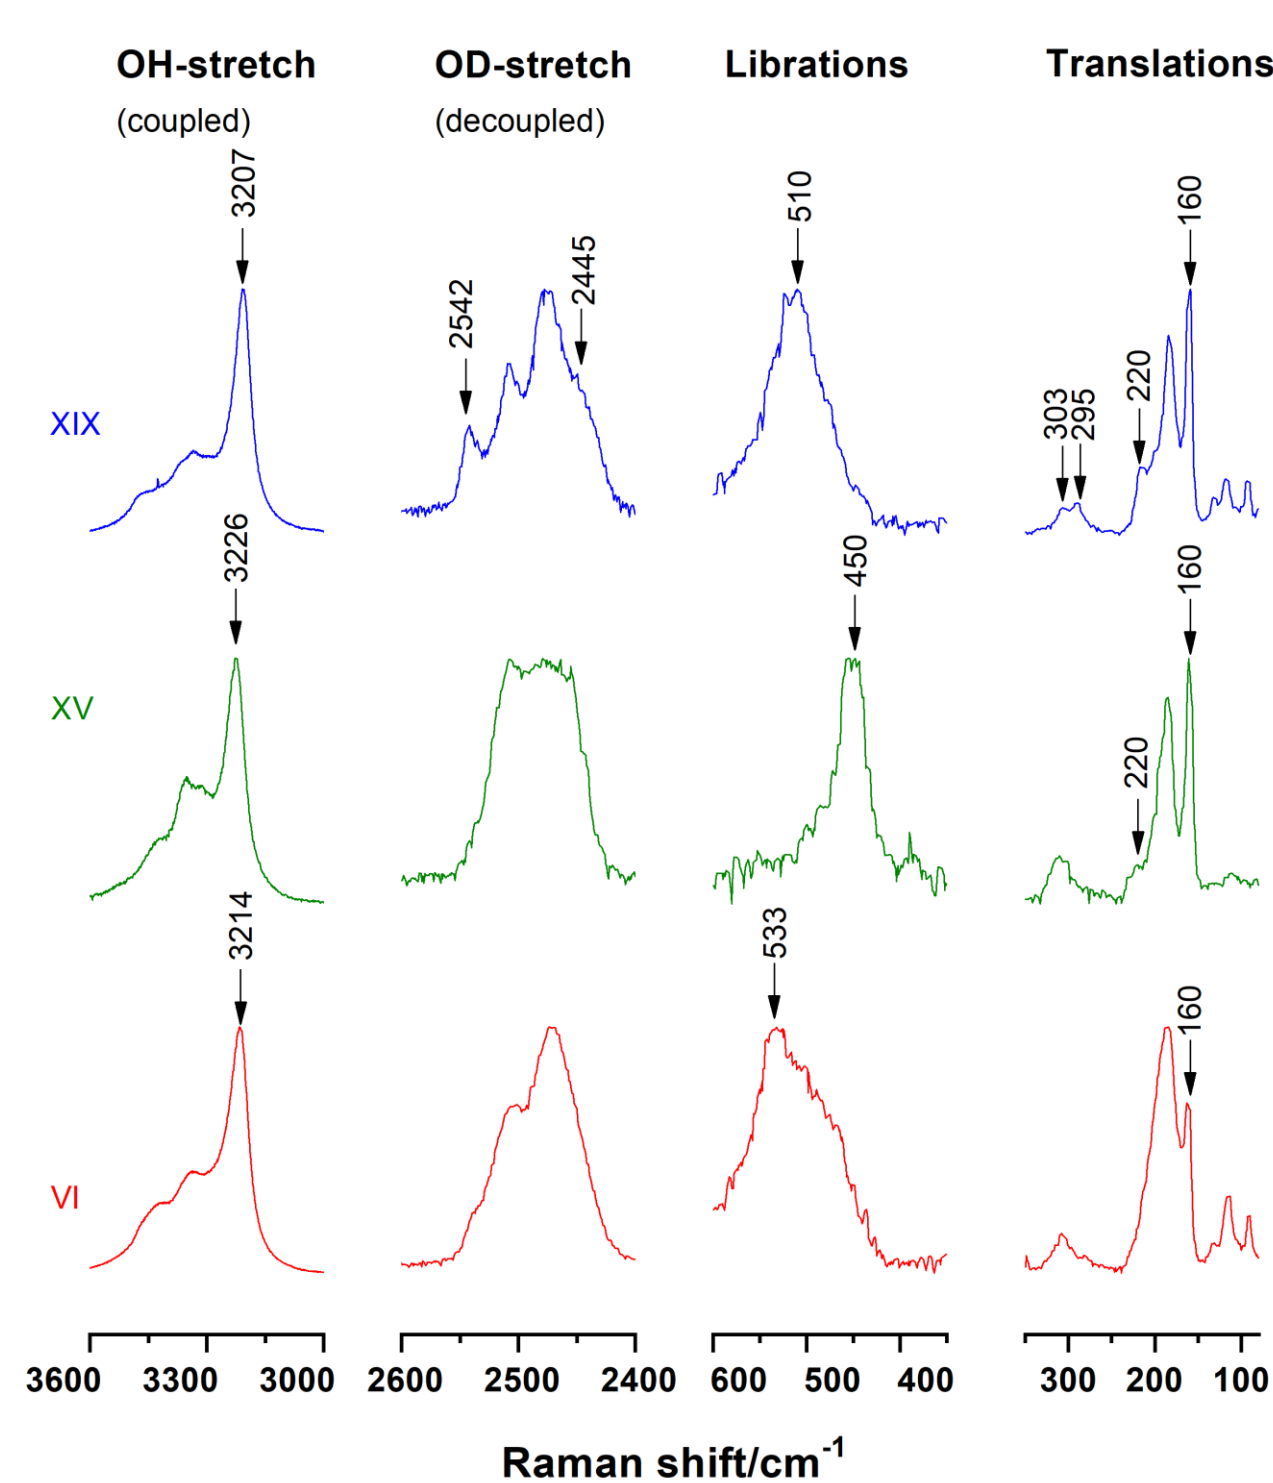 OH-stretch OD-stretch Librations Translations
(coupled) (decoupled)
XIX 3207 2542 2445 510 303 295 220 160
XV 3226 450 220 160
VI 3214 533 160
3600 3300 3000 2600 2500 2400 600 500 400 300 200 100
Raman shift/cm-1